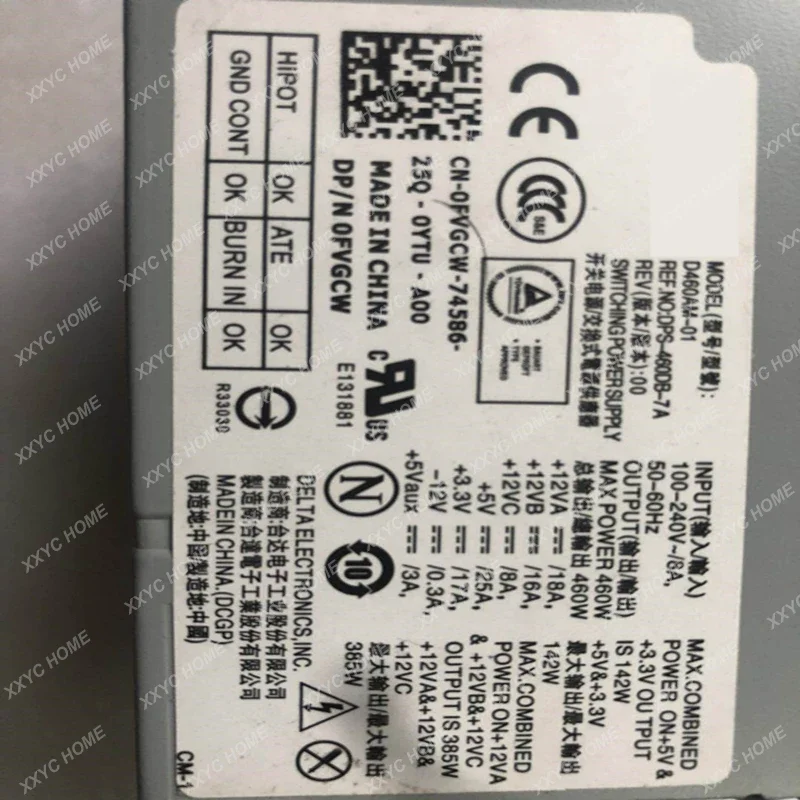 MODEL(型号/型號):
D460AM-01
REF.NO:DPS-460DB-7A
REV(版本/版本):00
SWITCHING POWER SUPPLY
开关电源/交換式電源供應器
INPUT(输入/輸入)
100-240V~/8A,
50-60Hz
OUTPUT(输出/輸出)
MAX POWER 460W
总输出/總輸出 460W
+12VA ⎓/18A,
+12VB ⎓/16A,
+12VC ⎓/8A,
+5V ⎓/25A,
+3.3V ⎓/17A,
-12V ⎓/0.3A,
+5Vaux ⎓/3A,
MAX.COMBINED
POWER ON+5V &
+3.3V OUTPUT
IS 142W
+5V&+3.3V
最大输出/最大輸出
142W
MAX.COMBINED
POWER ON+12VA
& +12VB&+12VC
OUTPUT IS 385W
最大输出/最大輸出
+12VA&+12VB&
+12VC
385W
CE
CCC
S&E
CN-0FVGCW-74586-
25Q-0YTU-A00
MADE IN CHINA
DP/N 0FVGCW
C RU US
E131881
N
10
DELTA ELECTRONICS,INC.
制造商:台达电子工业股份有限公司
製造商:台達電子工業股份有限公司
MADE IN CHINA.(DCGP)
(制造地:中国/製造地:中國)
HIPOT OK ATE OK
GND CONT OK BURN IN OK
R33030
CM-1
XXYC HOME